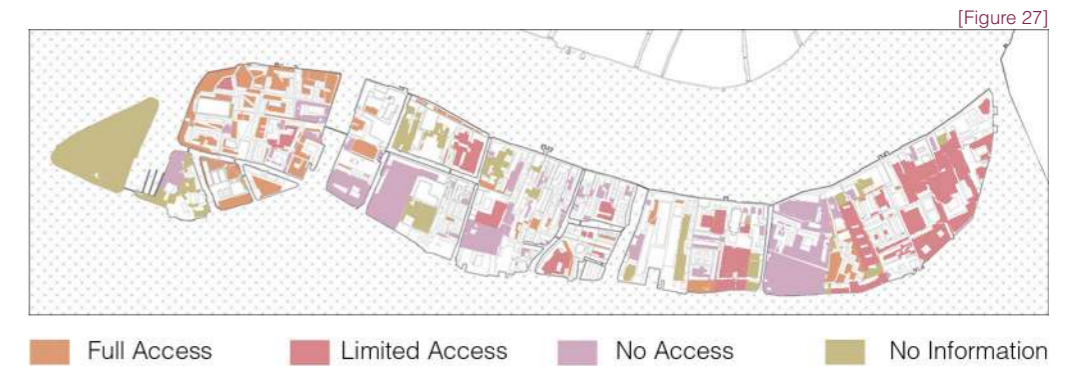 [Figure 27]
Full Access
Limited Access
No Access
No Information